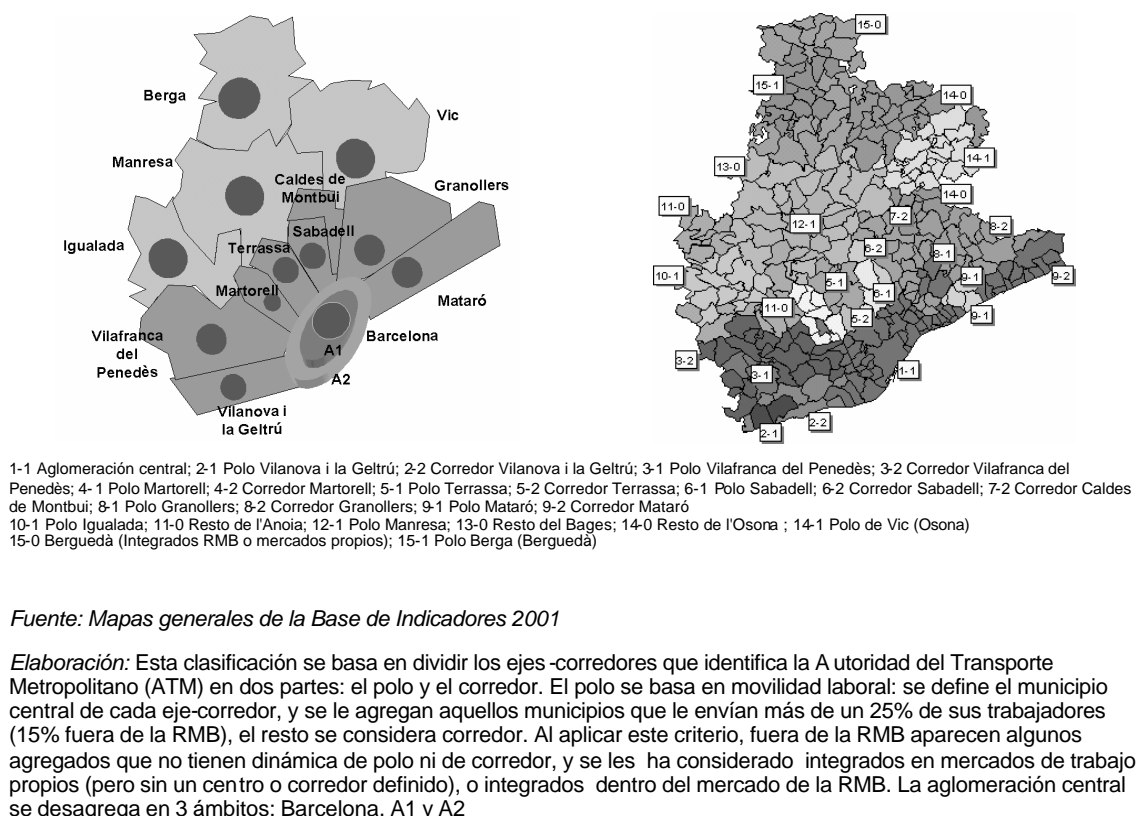 Berga
Vic
Manresa
Caldes de
Montbui
Granollers
Sabadell
Igualada
Terrassa
Martorell
Mataró
Vilafranca
del
Penedès
Barcelona
A1
A2
Vilanova i
la Geltrú
15-0
15-1
14-0
14-1
13-0
14-0
11-0
7-2
12-1
8-2
6-2
8-1
10-1
5-1
9-1
9-2
6-1
11-0
5-2
9-1
3-2
3-1
1-1
2-2
2-1
1-1 Aglomeración central; 2-1 Polo Vilanova i la Geltrú; 2-2 Corredor Vilanova i la Geltrú; 3-1 Polo Vilafranca del Penedès; 3-2 Corredor Vilafranca del
Penedès; 4-1 Polo Martorell; 4-2 Corredor Martorell; 5-1 Polo Terrassa; 5-2 Corredor Terrassa; 6-1 Polo Sabadell; 6-2 Corredor Sabadell; 7-2 Corredor Caldes
de Montbui; 8-1 Polo Granollers; 8-2 Corredor Granollers; 9-1 Polo Mataró; 9-2 Corredor Mataró
10-1 Polo Igualada; 11-0 Resto de l'Anoia; 12-1 Polo Manresa; 13-0 Resto del Bages; 14-0 Resto de l'Osona ; 14-1 Polo de Vic (Osona)
15-0 Berguedà (Integrados RMB o mercados propios); 15-1 Polo Berga (Berguedà)
Fuente: Mapas generales de la Base de Indicadores 2001
Elaboración: Esta clasificación se basa en dividir los ejes-corredores que identifica la A utoridad del Transporte
Metropolitano (ATM) en dos partes: el polo y el corredor. El polo se basa en movilidad laboral: se define el municipio
central de cada eje-corredor, y se le agregan aquellos municipios que le envían más de un 25% de sus trabajadores
(15% fuera de la RMB), el resto se considera corredor. Al aplicar este criterio, fuera de la RMB aparecen algunos
agregados que no tienen dinámica de polo ni de corredor, y se les ha considerado integrados en mercados de trabajo
propios (pero sin un centro o corredor definido), o integrados dentro del mercado de la RMB. La aglomeración central
se desagrega en 3 ámbitos: Barcelona, A1 y A2